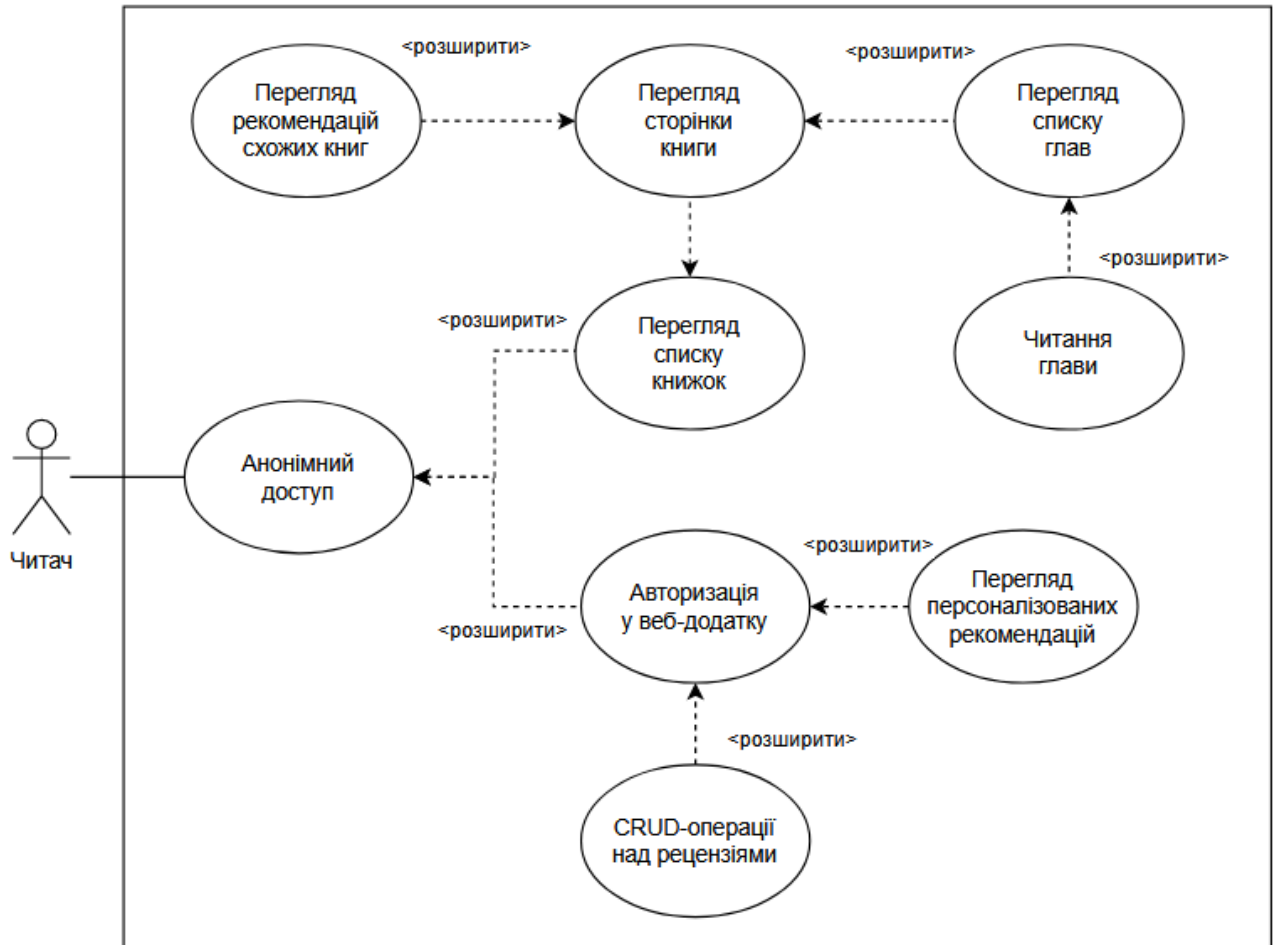 <розширити>
<розширити>
Перегляд
рекомендацій
схожих книг
Перегляд
сторінки
книги
Перегляд
списку
глав
<розширити>
<розширити>
Перегляд
списку
книжок
Читання
глави
Анонімний
доступ
Читач
<розширити>
Авторизація
у веб-додатку
Перегляд
персоналізованих
рекомендацій
<розширити>
<розширити>
CRUD-операції
над рецензіями